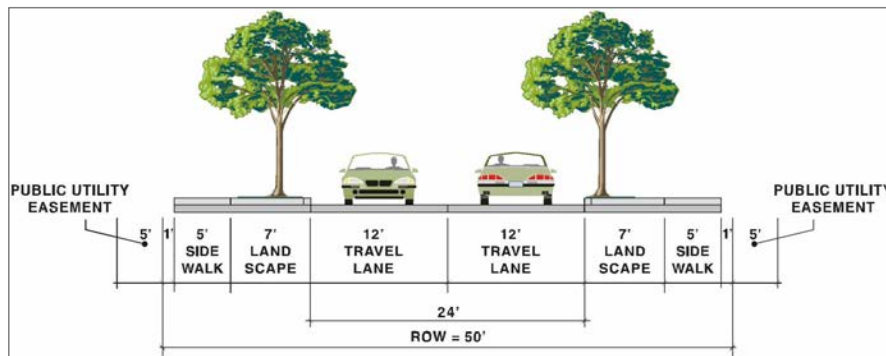 PUBLIC UTILITY
EASEMENT
PUBLIC UTILITY
EASEMENT
5' 1' 5' 7' 12' 12' 7' 5' 1' 5'
SIDE LAND TRAVEL TRAVEL LAND SIDE
WALK SCAPE LANE LANE SCAPE WALK
24'
ROW = 50'